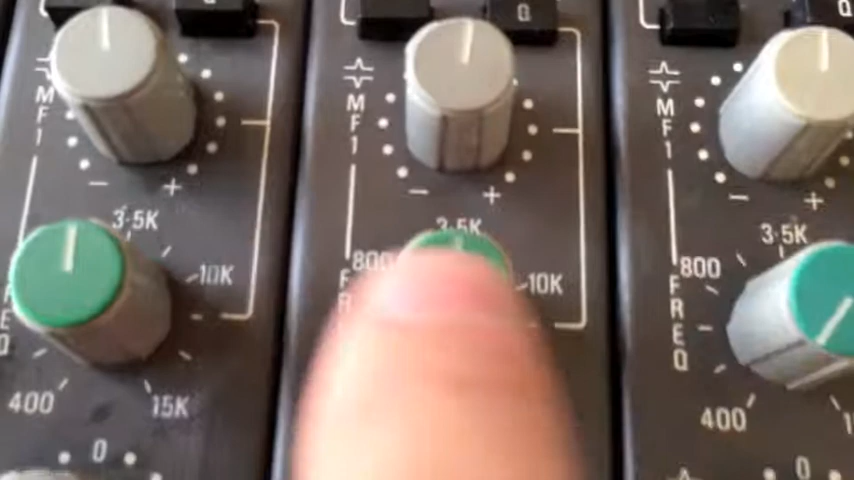 Q
Q
Q
MF1
MF1
MF1
− +
− +
− +
3·5K
3·5K
3·5K
800
800
10K
10K
FREQ
400
15K
400
0
0